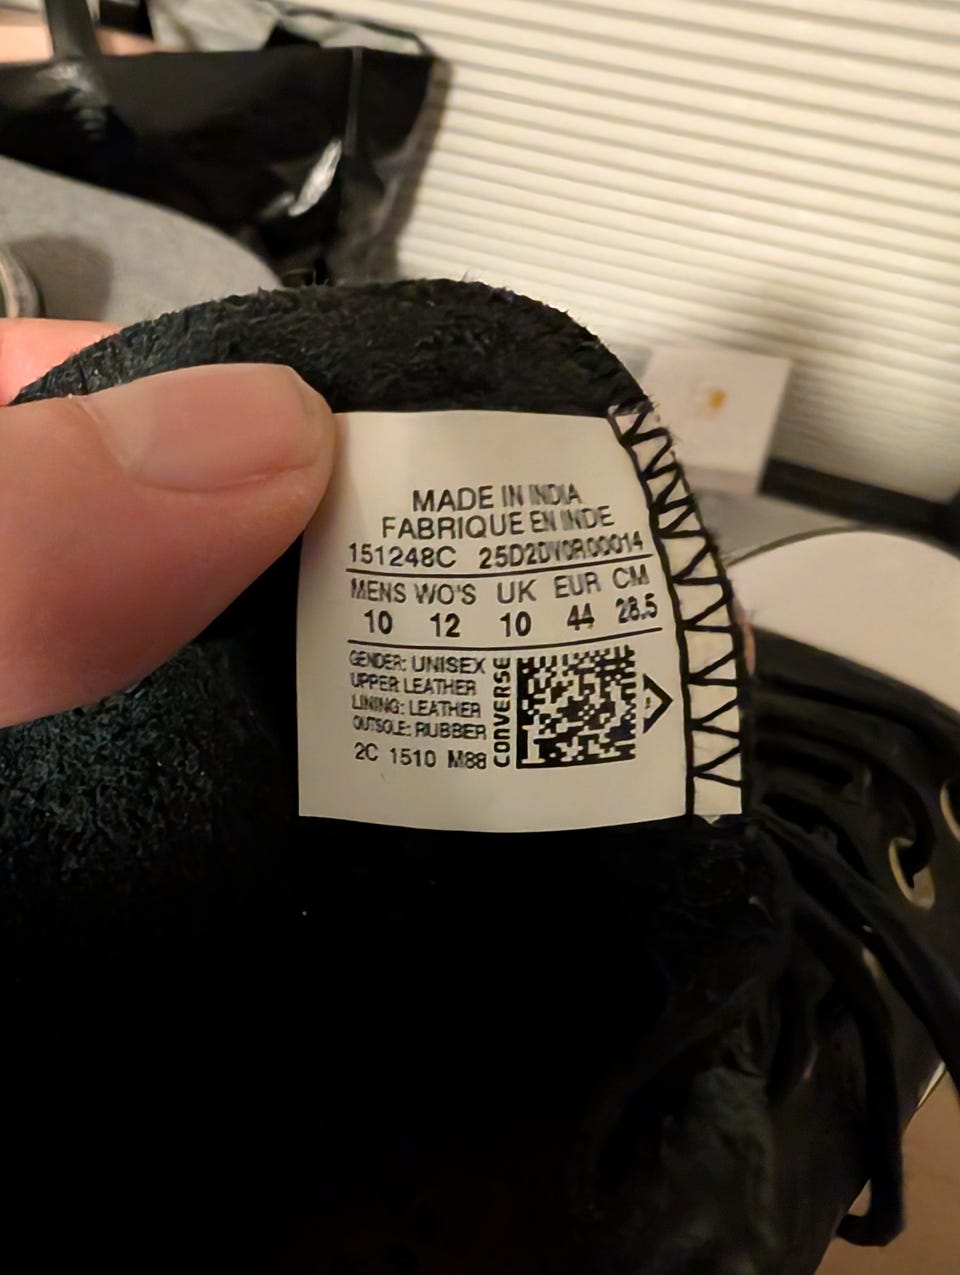 MADE IN INDIA
FABRIQUE EN INDE
151248C 25D2DV0R00014
MENS WO'S UK EUR CM
10 12 10 44 28.5
GENDER: UNISEX
UPPER: LEATHER
LINING: LEATHER
OUTSOLE: RUBBER
2C 1510 M88
CONVERSE